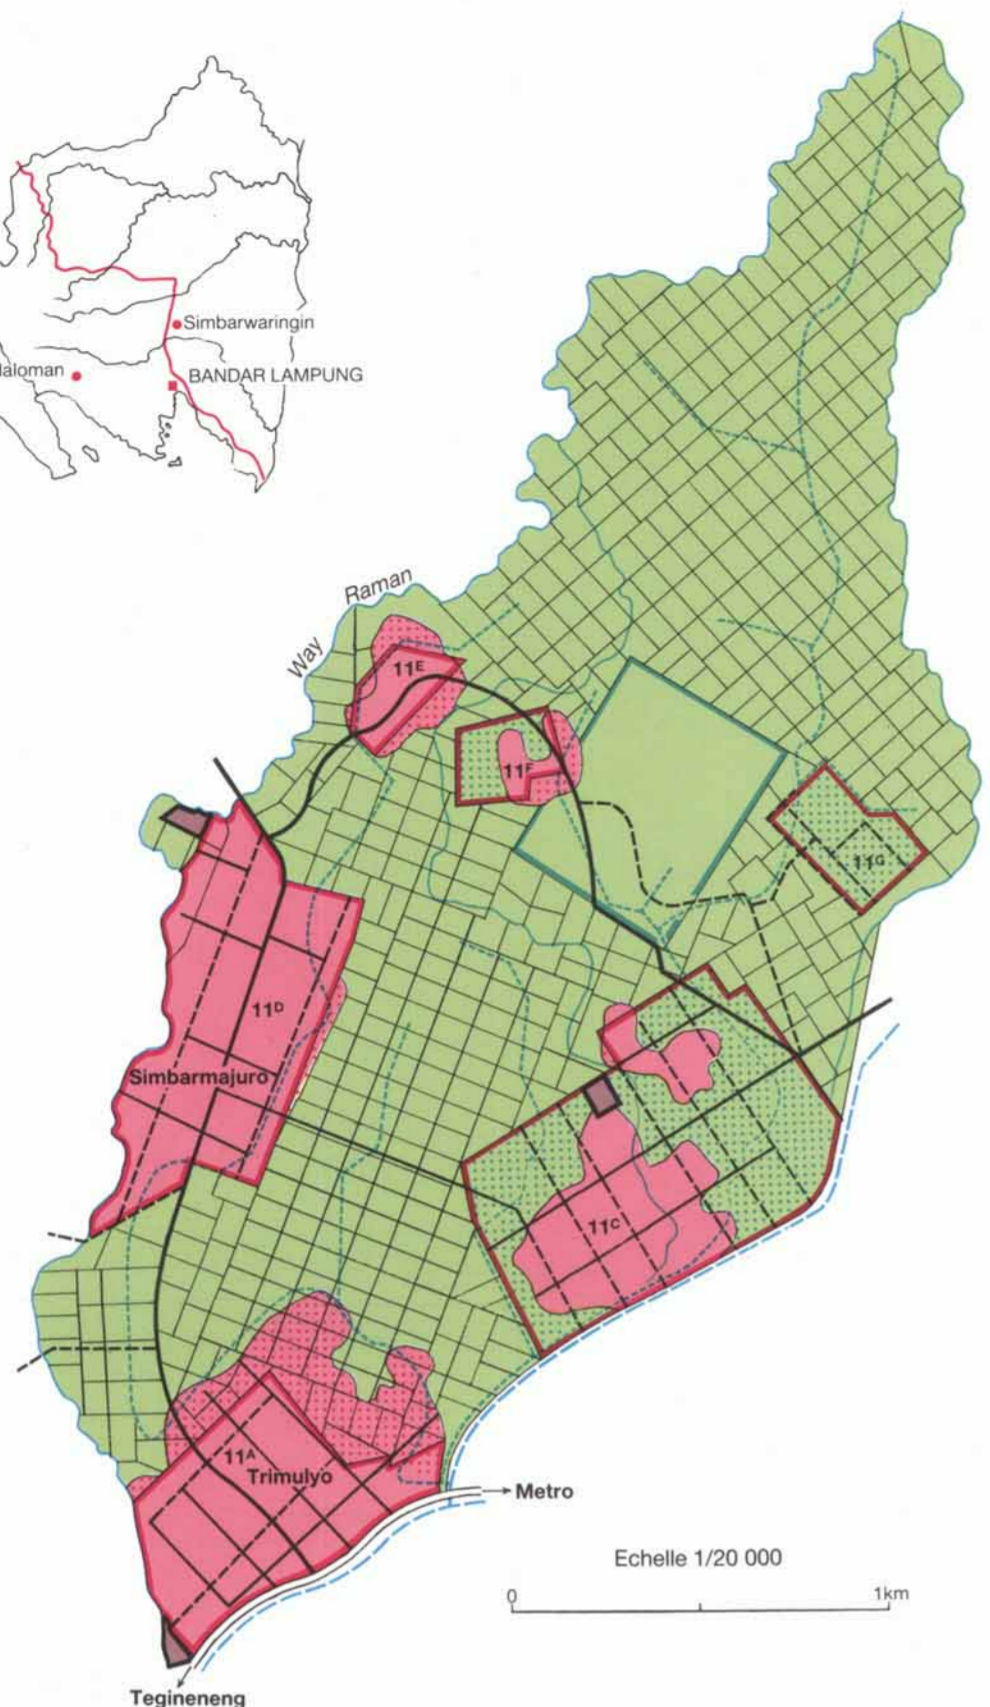 Simbarwaringin
BANDAR LAMPUNG
Way Raman
11E
11F
11G
11D
Simbarmajuro
11C
11A
Trimulyo
Metro
Echelle 1/20 000
0 1km
Tegineneng